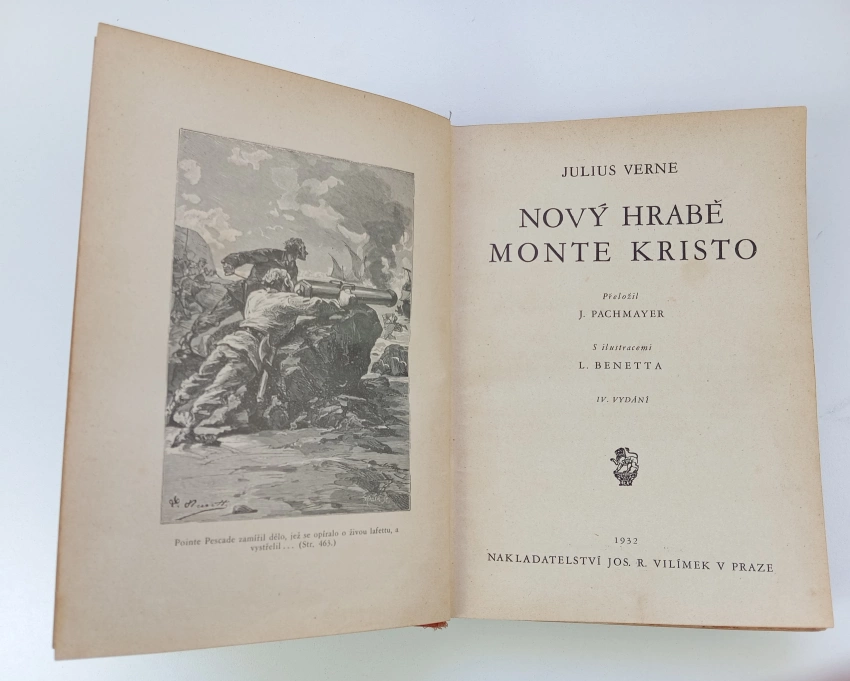 Pointe Pescade zamířil dělo, jež se opíralo o živou lafettu, a
vystřelil... (Str. 463.)
JULIUS VERNE
NOVÝ HRABĚ
MONTE KRISTO
Přeložil
J. PACHMAYER
S ilustracemi
L. BENETTA
IV. VYDÁNÍ
1932
NAKLADATELSTVÍ JOS. R. VILÍMEK V PRAZE